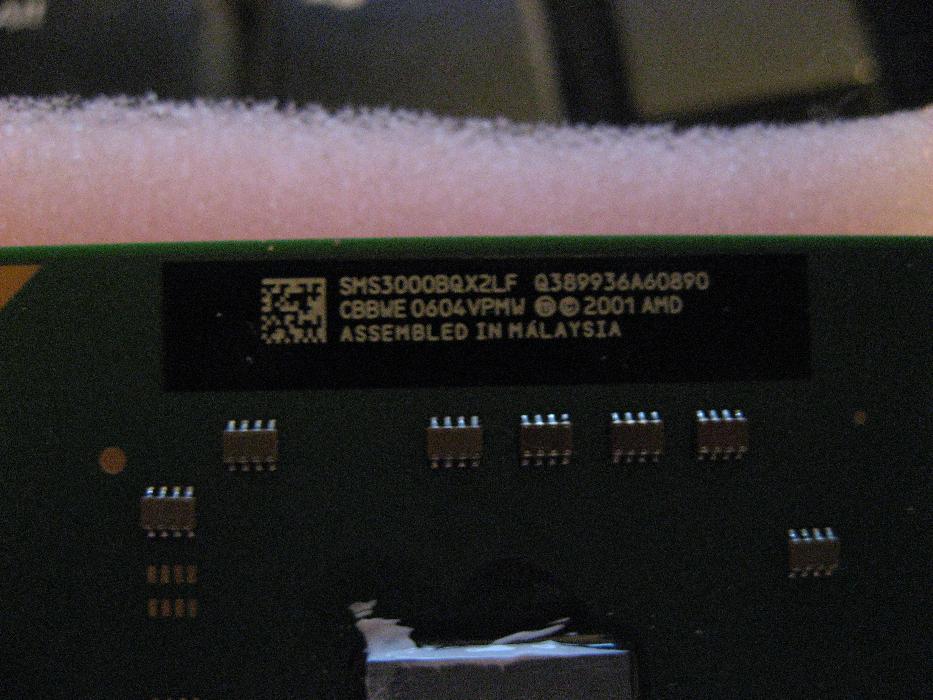 SMS3000BQX2LF Q389936A60890
CBBWE 0604VPMW Ⓜ © 2001 AMD
ASSEMBLED IN MALAYSIA